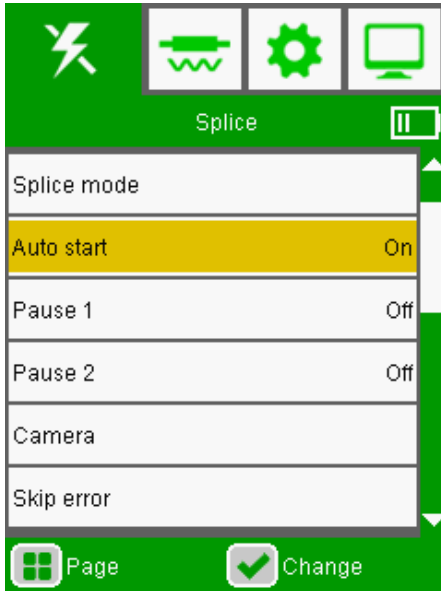 Splice
Splice mode
Auto start On
Pause 1 Off
Pause 2 Off
Camera
Skip error
Page Change